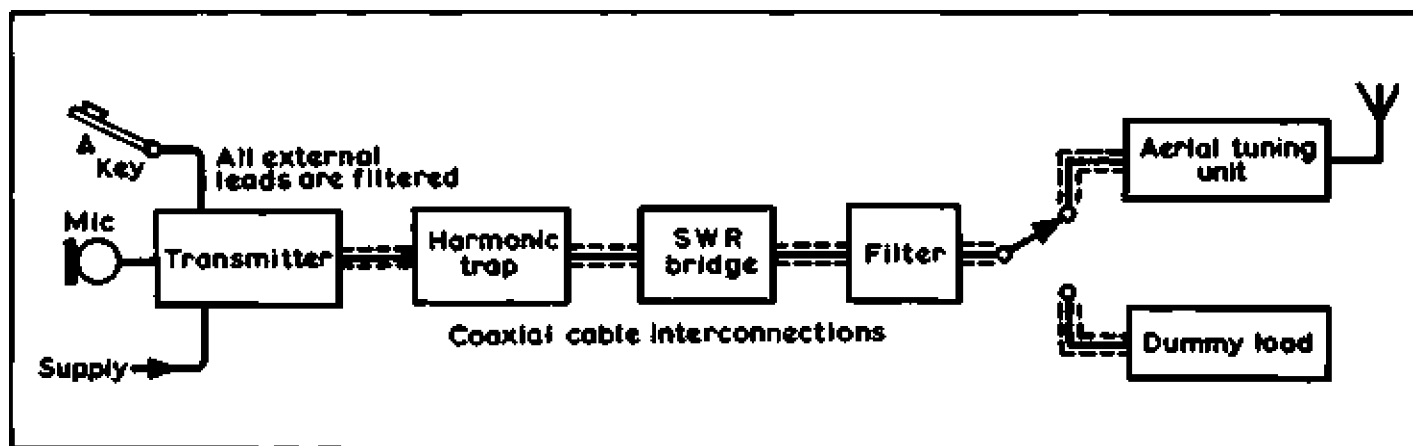 Key
All external
leads are filtered
Mic
Transmitter
Harmonic
trap
SWR
bridge
Filter
Aerial tuning
unit
Coaxial cable interconnections
Supply
Dummy load